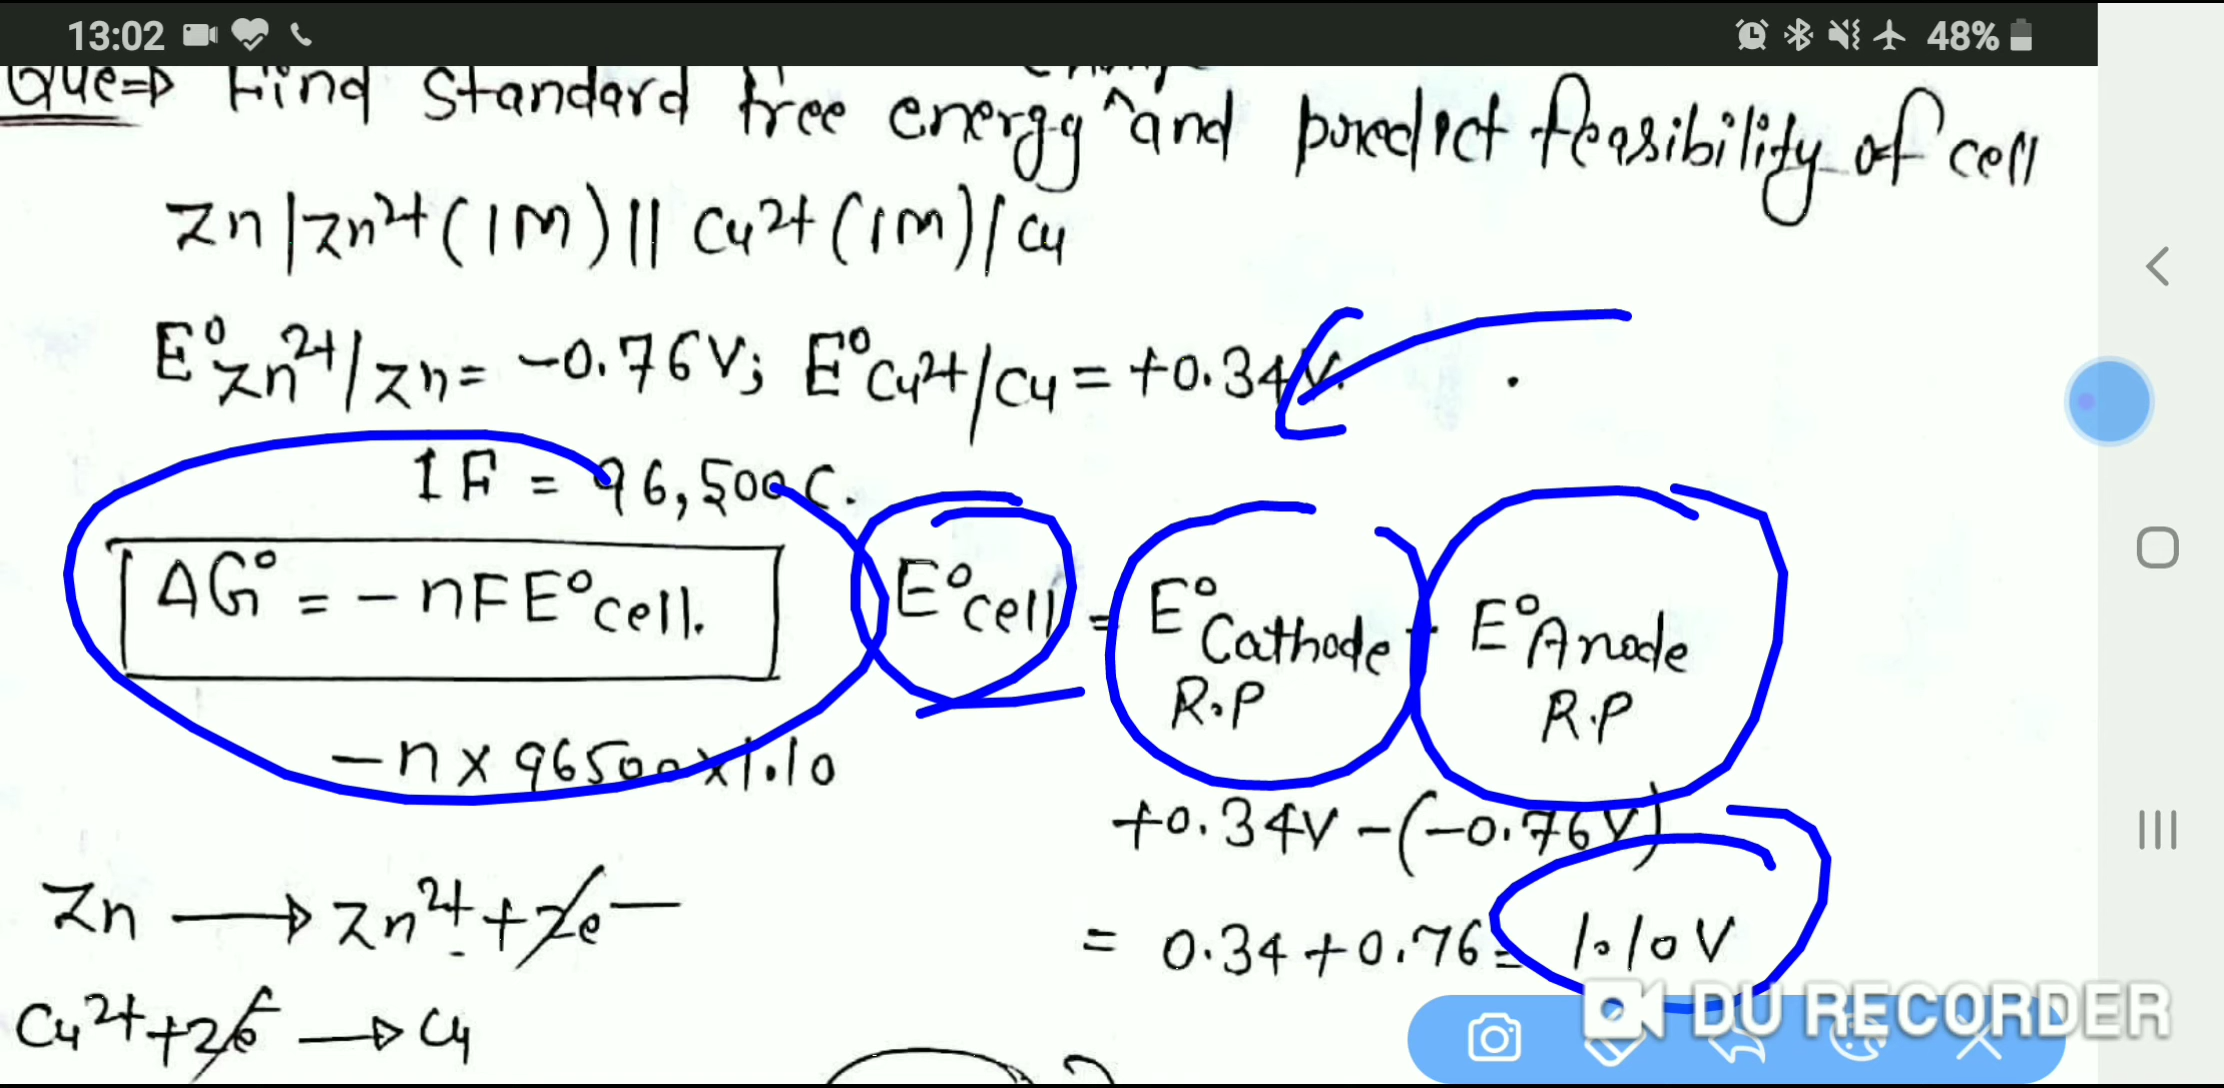 13:02 48%
Que⇒ Find standard free energy ^and predict feasibility of cell
Zn|Zn²⁺(1M)||Cu²⁺(1M)/Cu
E°Zn²⁺/Zn = -0.76V; E°Cu²⁺/Cu = +0.34V.
1F = 96,500C.
ΔG° = -nFE°cell. E°cell = E°Cathode - E°Anode
R.P R.P
-n x 96500 x 1.10
+0.34V - (-0.76V)
Zn → Zn²⁺ + 2e⁻
= 0.34 + 0.76 = 1.10V
Cu²⁺ + 2e⁻ → Cu
DU RECORDER